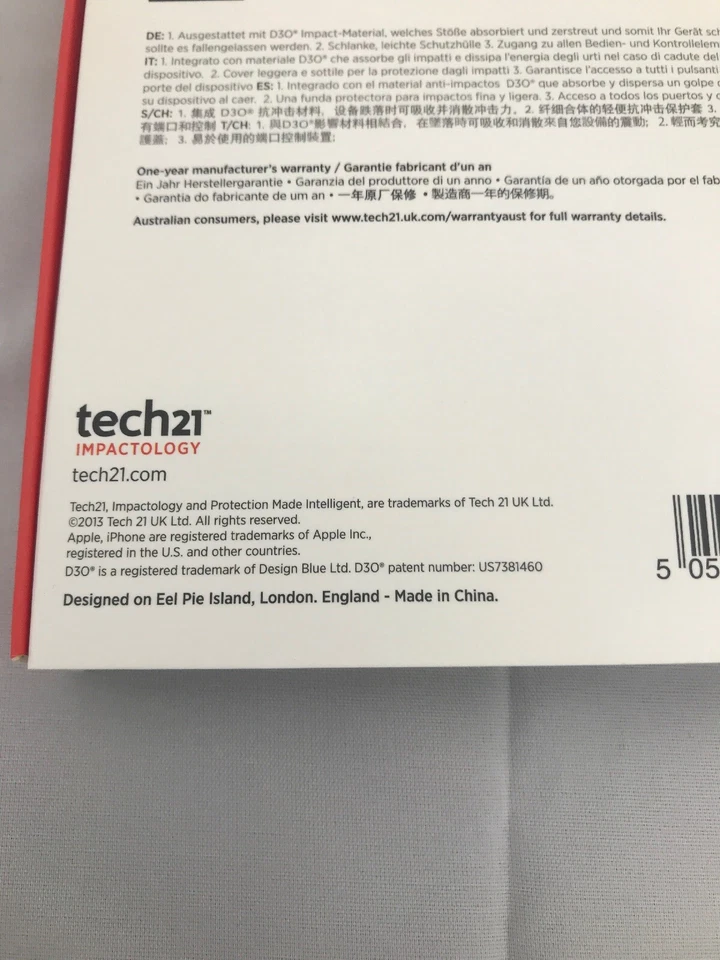 DE: 1. Ausgestattet mit D3O® Impact-Material, welches Stöße absorbiert und zerstreut und somit Ihr Gerät
sollte es fallengelassen werden. 2. Schlanke, leichte Schutzhülle 3. Zugang zu allen Bedien- und
IT: 1. Integrato con materiale D3O® che assorbe gli impatti e dissipa l'energia degli urti nel caso di cadute del
dispositivo. 2. Cover leggera e sottile per la protezione dagli impatti 3. Garantisce l'accesso a tutti i pulsanti
porte del dispositivo ES: 1. Integrado con el material anti-impactos D3O® que absorbe y dispersa un golpe
su dispositivo al caer. 2. Una funda protectora para impactos fina y ligera. 3. Acceso a todos los puertos y
S/CH: 1. 集成 D3O® 抗冲击材料, 设备跌落时可吸收并消散冲击力。2. 纤细合体的轻便抗冲击保护套 3.
有端口和控制 T/CH: 1. 與D3O®影響材料相結合, 在墜落時可吸收和消散來自您設備的震動; 2. 輕而考究
護蓋; 3. 易於使用的端口控制裝置;
One-year manufacturer's warranty / Garantie fabricant d'un an
Ein Jahr Herstellergarantie • Garanzia del produttore di un anno • Garantía de un año otorgada por el
• Garantia do fabricante de um an • 一年原厂保修 • 製造商一年的保修期。
Australian consumers, please visit www.tech21.co.uk/warrantyaust for full warranty details.
tech21™
IMPACTOLOGY
tech21.com
Tech21, Impactology and Protection Made Intelligent, are trademarks of Tech 21 UK Ltd.
©2013 Tech 21 UK Ltd. All rights reserved.
Apple, iPhone are registered trademarks of Apple Inc.,
registered in the U.S. and other countries.
D3O® is a registered trademark of Design Blue Ltd. D3O® patent number: US7381460
5 05
Designed on Eel Pie Island, London. England - Made in China.